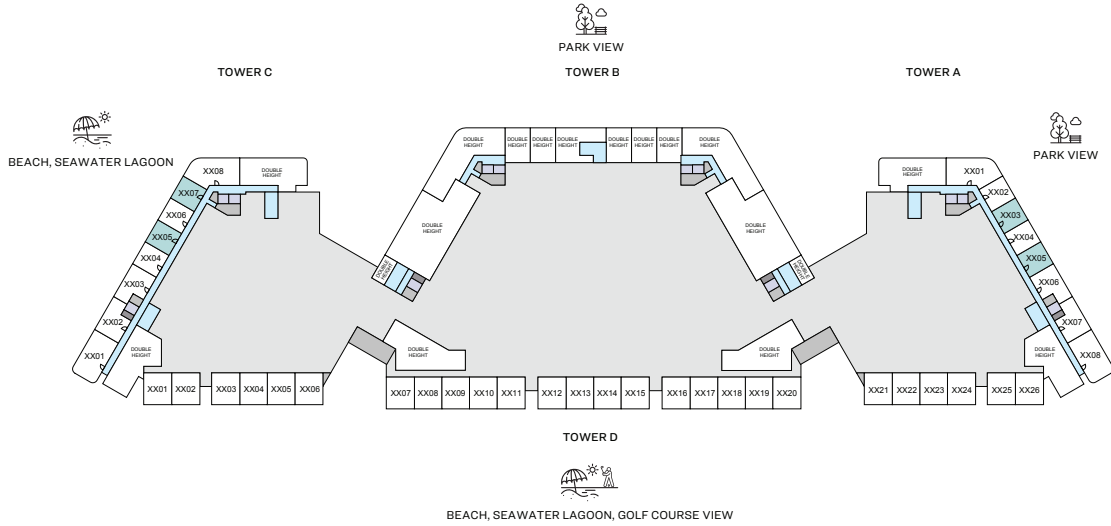 PARK VIEW
TOWER C
TOWER B
TOWER A
BEACH, SEAWATER LAGOON
PARK VIEW
DOUBLE
HEIGHT
DOUBLE
HEIGHT
DOUBLE
HEIGHT
DOUBLE
HEIGHT
DOUBLE
HEIGHT
DOUBLE
HEIGHT
DOUBLE
HEIGHT
DOUBLE
HEIGHT
XX08
DOUBLE
HEIGHT
XX07
XX06
XX05
XX04
XX03
XX02
XX01
DOUBLE
HEIGHT
DOUBLE
HEIGHT
DOUBLE
HEIGHT
DOUBLE
HEIGHT
DOUBLE
HEIGHT
DOUBLE
HEIGHT
XX01
XX02
XX03
XX04
XX05
XX06
XX07
XX08
DOUBLE
HEIGHT
DOUBLE
HEIGHT
DOUBLE
HEIGHT
DOUBLE
HEIGHT
XX01 XX02 XX03 XX04 XX05 XX06 XX07 XX08 XX09 XX10 XX11 XX12 XX13 XX14 XX15 XX16 XX17 XX18 XX19 XX20 XX21 XX22 XX23 XX24 XX25 XX26
TOWER D
BEACH, SEAWATER LAGOON, GOLF COURSE VIEW